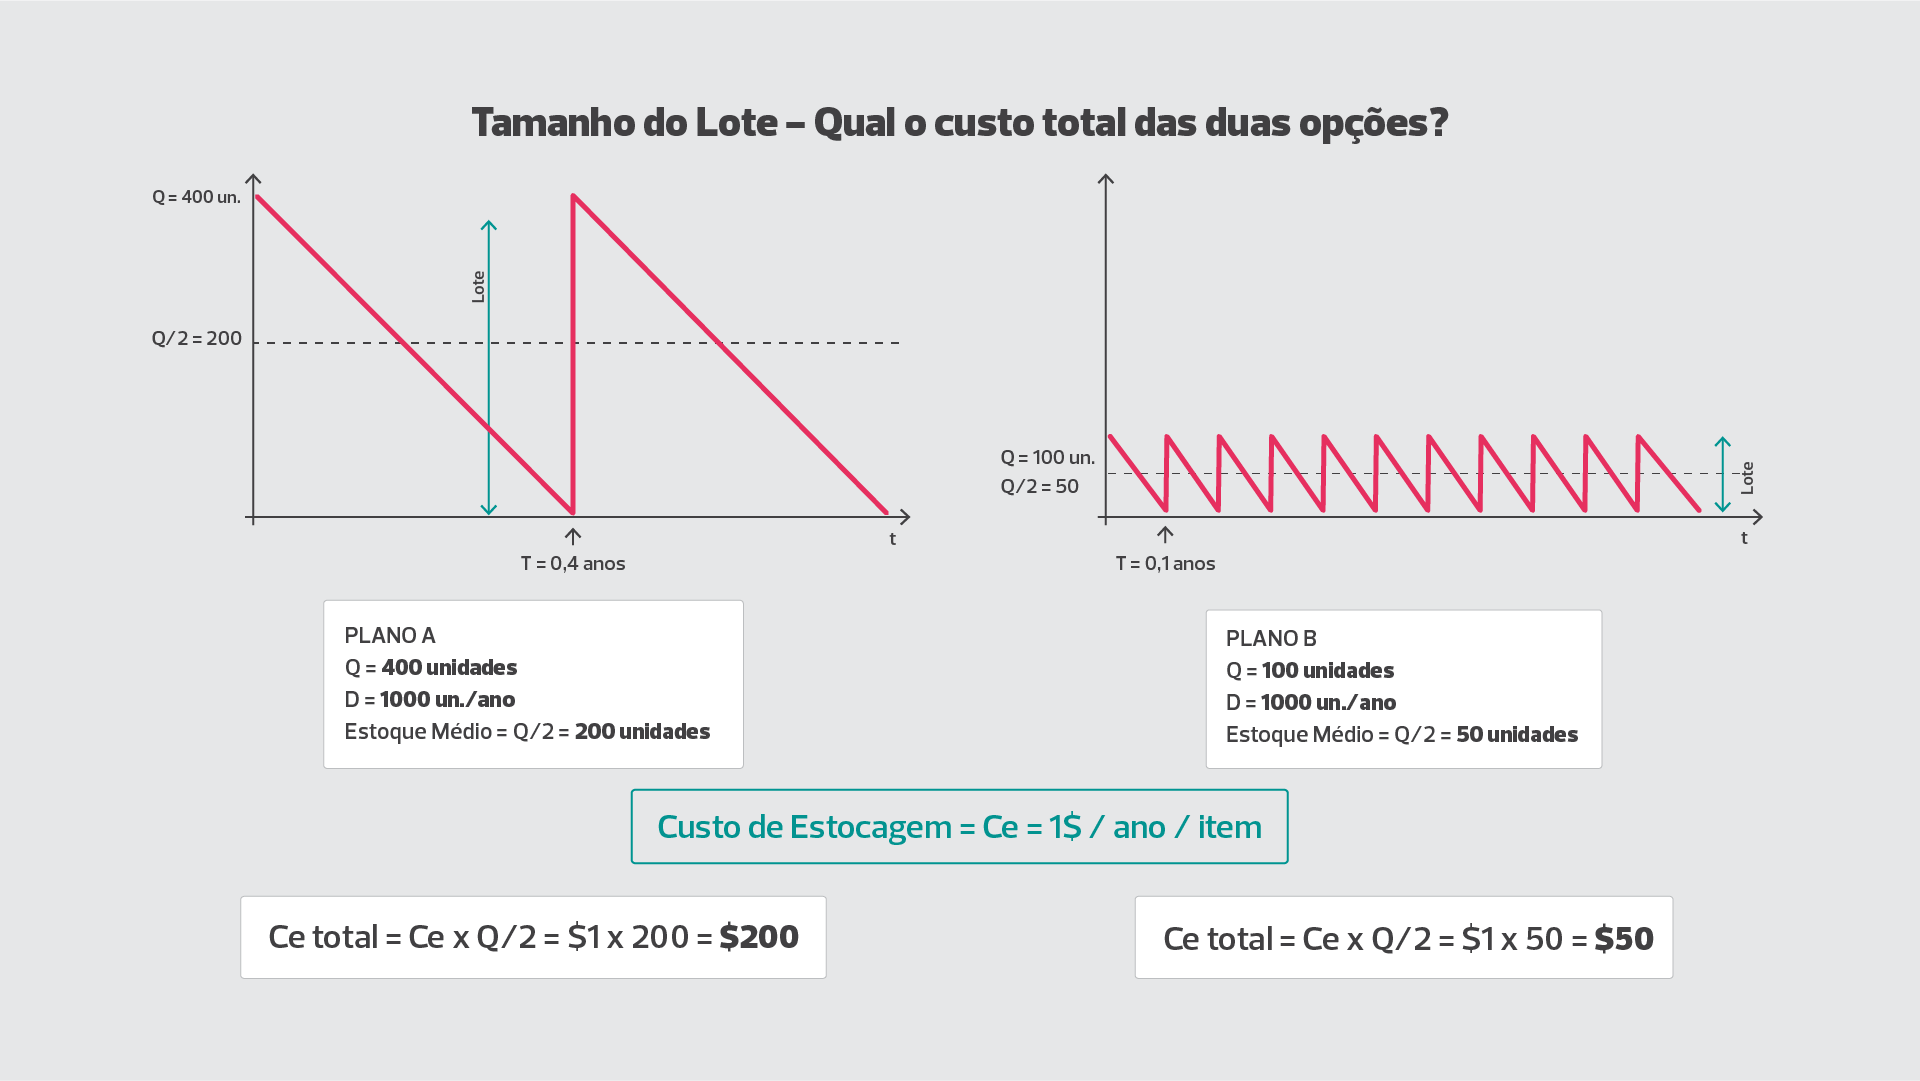 Tamanho do Lote – Qual o custo total das duas opções?
Q = 400 un.
Lote
Q/2 = 200
t
T = 0,4 anos
Q = 100 un.
Q/2 = 50
Lote
t
T = 0,1 anos
PLANO A
Q = 400 unidades
D = 1000 un./ano
Estoque Médio = Q/2 = 200 unidades
PLANO B
Q = 100 unidades
D = 1000 un./ano
Estoque Médio = Q/2 = 50 unidades
Custo de Estocagem = Ce = 1$ / ano / item
Ce total = Ce x Q/2 = $1 x 200 = $200
Ce total = Ce x Q/2 = $1 x 50 = $50